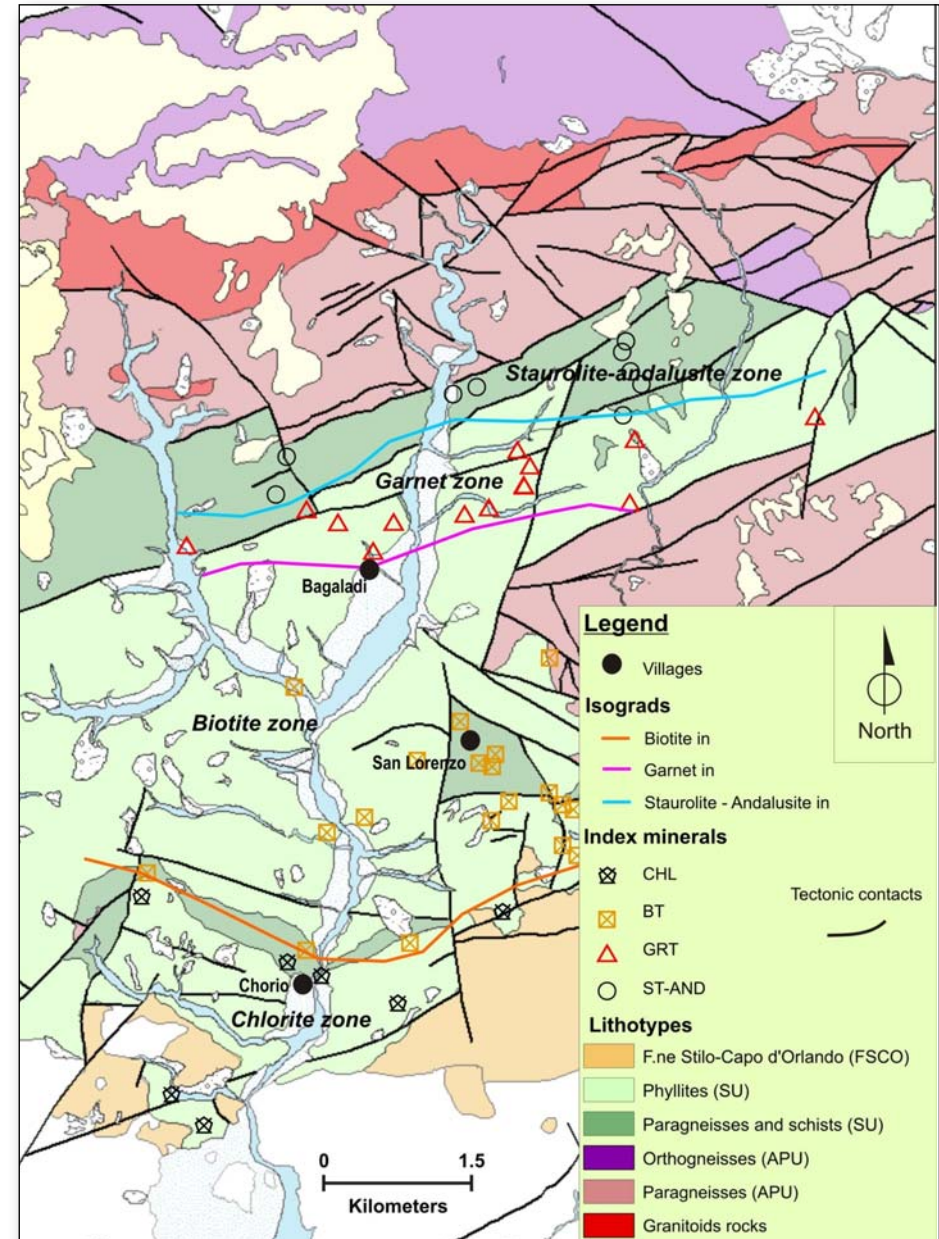 Staurolite-andalusite zone
Garnet zone
Bagaladi
Biotite zone
San Lorenzo
Chorio
Chlorite zone
0 1.5
Kilometers
Legend
Villages
North
Isograds
Biotite in
Garnet in
Staurolite - Andalusite in
Index minerals
CHL
Tectonic contacts
BT
GRT
ST-AND
Lithotypes
F.ne Stilo-Capo d'Orlando (FSCO)
Phyllites (SU)
Paragneisses and schists (SU)
Orthogneisses (APU)
Paragneisses (APU)
Granitoids rocks